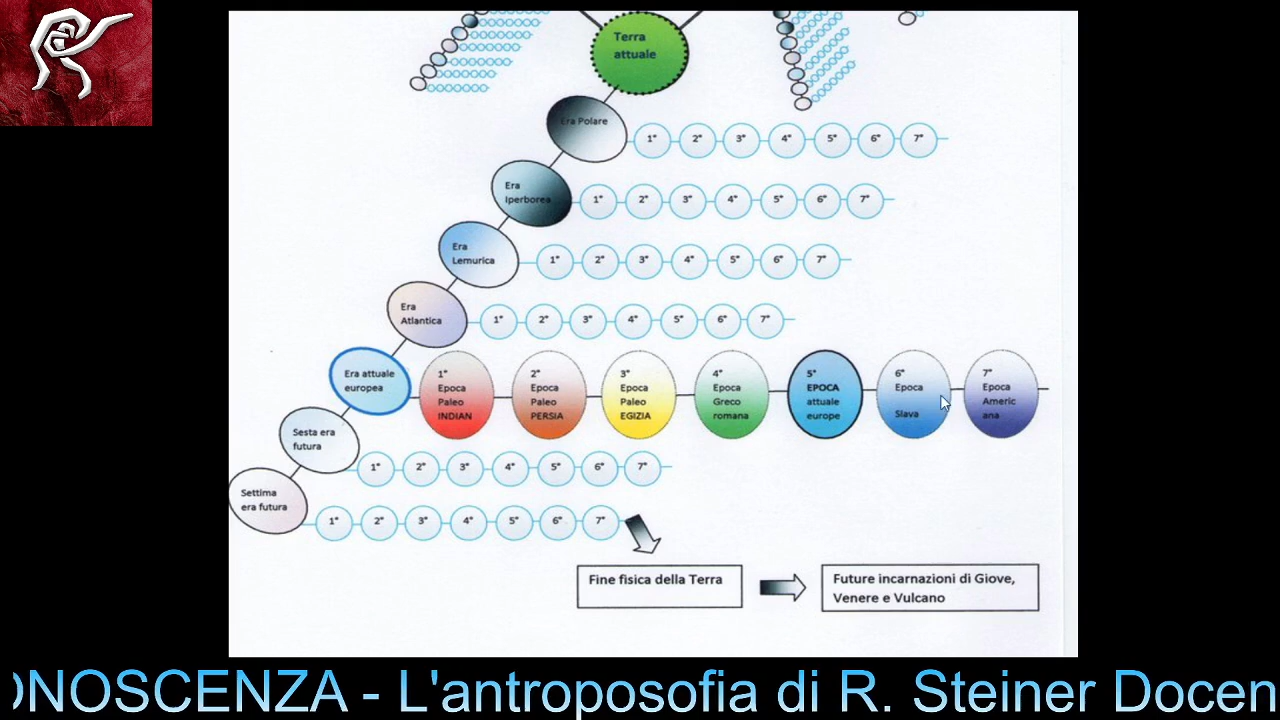 Terra
attuale
Era Polare
1° 2° 3° 4° 5° 6° 7°
Era
Iperborea
1° 2° 3° 4° 5° 6° 7°
Era
Lemurica
1° 2° 3° 4° 5° 6° 7°
Era
Atlantica
1° 2° 3° 4° 5° 6° 7°
Era attuale
europea
1°
Epoca
Paleo
INDIAN
2°
Epoca
Paleo
PERSIA
3°
Epoca
Paleo
EGIZIA
4°
Epoca
Greco
romana
5°
EPOCA
attuale
europe
6°
Epoca
Slava
7°
Epoca
Americ
ana
Sesta era
futura
1° 2° 3° 4° 5° 6° 7°
Settima
era futura
1° 2° 3° 4° 5° 6° 7°
Fine fisica della Terra
Future incarnazioni di Giove,
Venere e Vulcano
ONOSCENZA - L'antroposofia di R. Steiner Docen